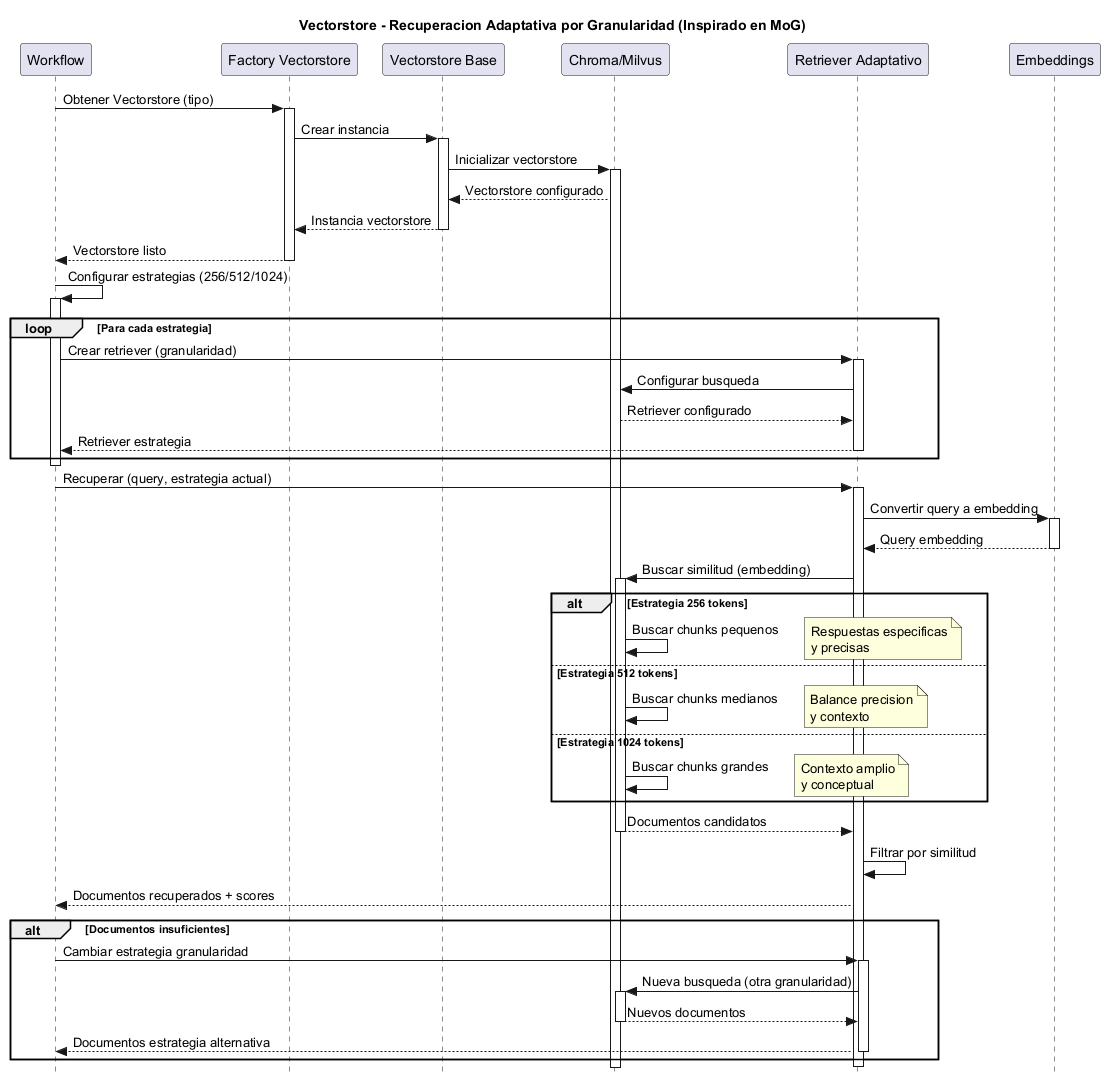 Vectorstore - Recuperacion Adaptativa por Granularidad (Inspirado en MoG)
Workflow
Factory Vectorstore
Vectorstore Base
Chroma/Milvus
Retriever Adaptativo
Embeddings
Obtener Vectorstore (tipo)
Crear instancia
Inicializar vectorstore
Vectorstore configurado
Instancia vectorstore
Vectorstore listo
Configurar estrategias (256/512/1024)
loop
[Para cada estrategia]
Crear retriever (granularidad)
Configurar busqueda
Retriever configurado
Retriever estrategia
Recuperar (query, estrategia actual)
Convertir query a embedding
Query embedding
Buscar similitud (embedding)
alt
[Estrategia 256 tokens]
Buscar chunks pequenos
Respuestas especificas
y precisas
[Estrategia 512 tokens]
Buscar chunks medianos
Balance precision
y contexto
[Estrategia 1024 tokens]
Buscar chunks grandes
Contexto amplio
y conceptual
Documentos candidatos
Filtrar por similitud
Documentos recuperados + scores
alt
[Documentos insuficientes]
Cambiar estrategia granularidad
Nueva busqueda (otra granularidad)
Nuevos documentos
Documentos estrategia alternativa